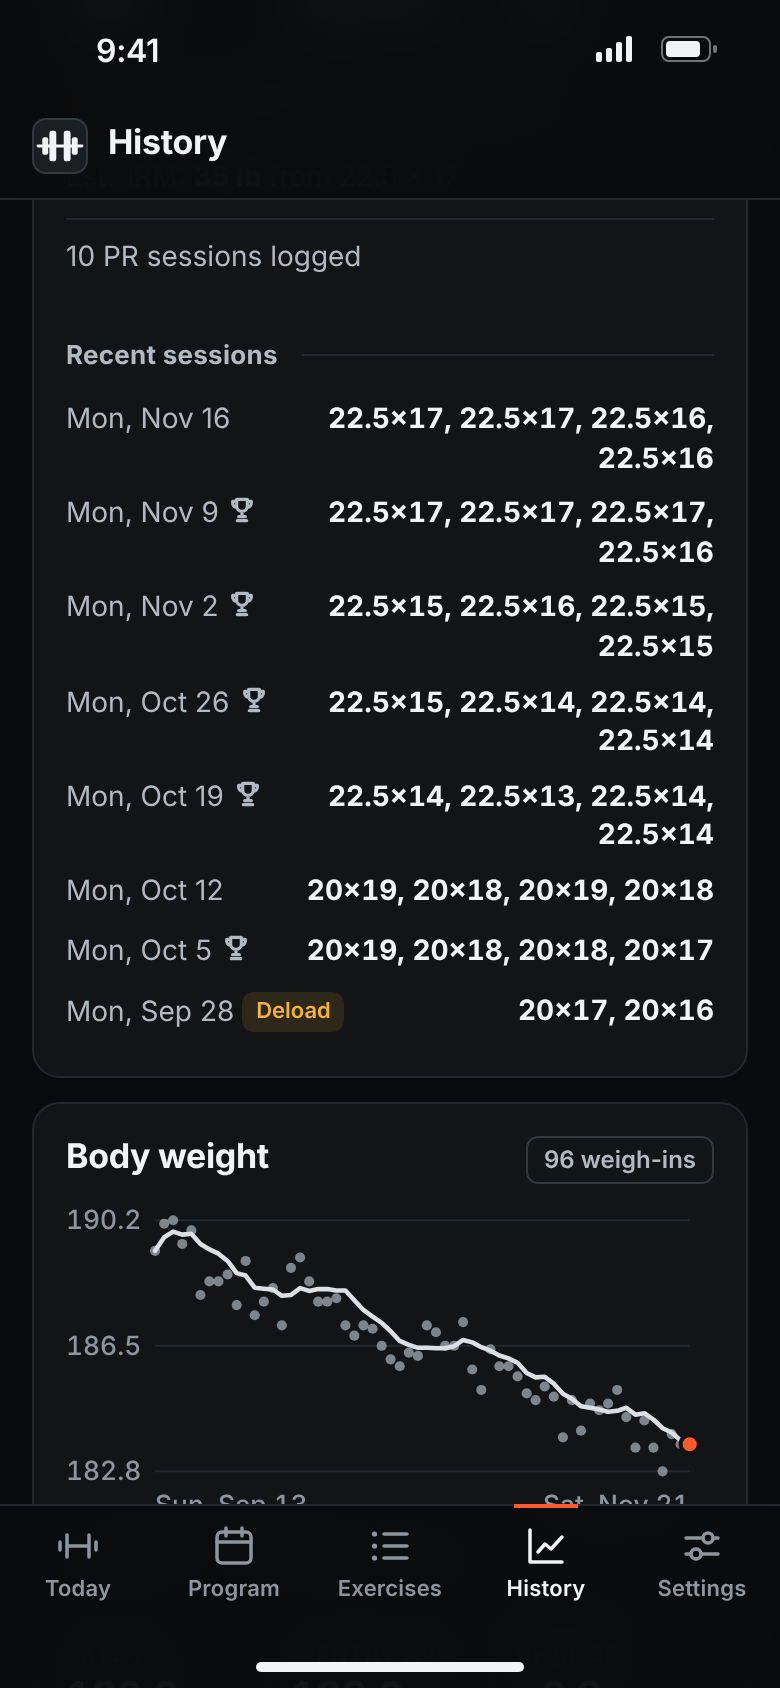 9:41
History
10 PR sessions logged
Recent sessions
Mon, Nov 16 22.5×17, 22.5×17, 22.5×16,
22.5×16
Mon, Nov 9 22.5×17, 22.5×17, 22.5×17,
22.5×16
Mon, Nov 2 22.5×15, 22.5×16, 22.5×15,
22.5×15
Mon, Oct 26 22.5×15, 22.5×14, 22.5×14,
22.5×14
Mon, Oct 19 22.5×14, 22.5×13, 22.5×14,
22.5×14
Mon, Oct 12 20×19, 20×18, 20×19, 20×18
Mon, Oct 5 20×19, 20×18, 20×18, 20×17
Mon, Sep 28 Deload 20×17, 20×16
Body weight 96 weigh-ins
190.2
186.5
182.8
Sun, Sep 13 Sat, Nov 21
Today Program Exercises History Settings